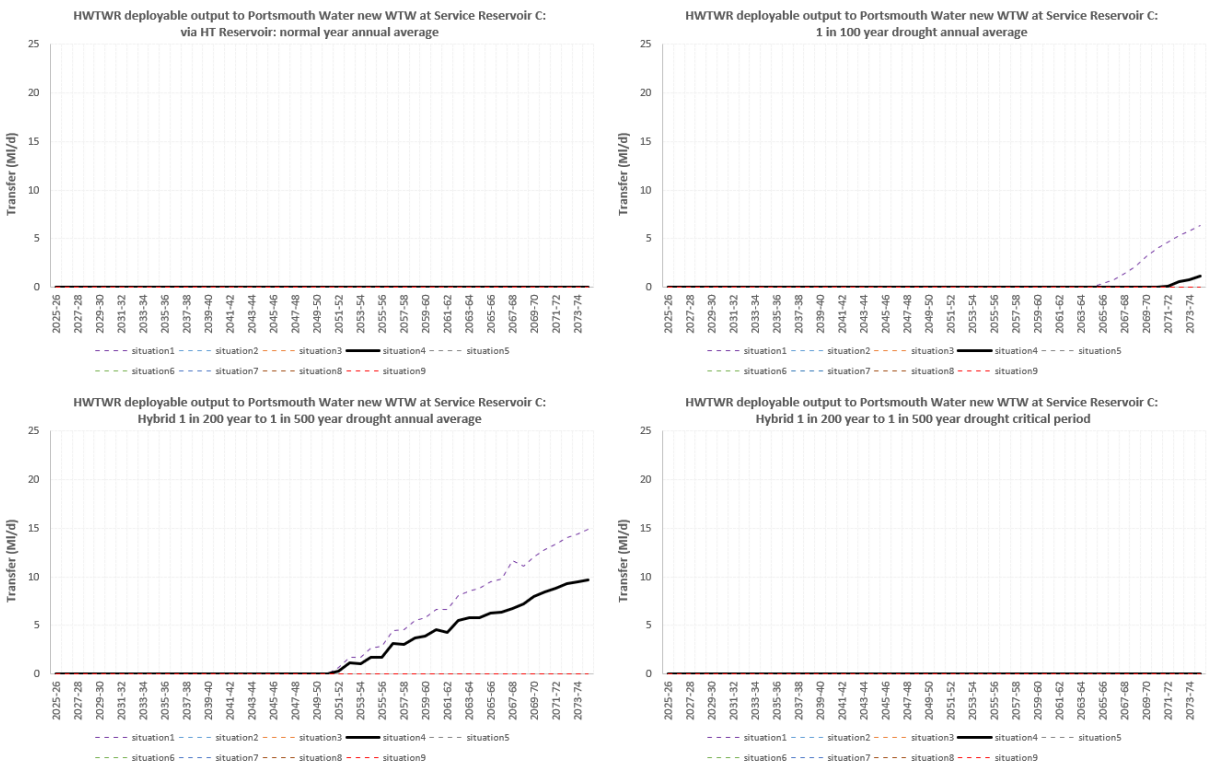 HWTWR deployable output to Portsmouth Water new WTW at Service Reservoir C:
via HT Reservoir: normal year annual average
25
20
15
10
5
0
Transfer (Ml/d)
2025-26 2027-28 2029-30 2031-32 2033-34 2035-36 2037-38 2039-40 2041-42 2043-44 2045-46 2047-48 2049-50 2051-52 2053-54 2055-56 2057-58 2059-60 2061-62 2063-64 2065-66 2067-68 2069-70 2071-72 2073-74
situation1 situation2 situation3 situation4 situation5
situation6 situation7 situation8 situation9
HWTWR deployable output to Portsmouth Water new WTW at Service Reservoir C:
1 in 100 year drought annual average
25
20
15
10
5
0
Transfer (Ml/d)
2025-26 2027-28 2029-30 2031-32 2033-34 2035-36 2037-38 2039-40 2041-42 2043-44 2045-46 2047-48 2049-50 2051-52 2053-54 2055-56 2057-58 2059-60 2061-62 2063-64 2065-66 2067-68 2069-70 2071-72 2073-74
situation1 situation2 situation3 situation4 situation5
situation6 situation7 situation8 situation9
HWTWR deployable output to Portsmouth Water new WTW at Service Reservoir C:
Hybrid 1 in 200 year to 1 in 500 year drought annual average
25
20
15
10
5
0
Transfer (Ml/d)
2025-26 2027-28 2029-30 2031-32 2033-34 2035-36 2037-38 2039-40 2041-42 2043-44 2045-46 2047-48 2049-50 2051-52 2053-54 2055-56 2057-58 2059-60 2061-62 2063-64 2065-66 2067-68 2069-70 2071-72 2073-74
situation1 situation2 situation3 situation4 situation5
situation6 situation7 situation8 situation9
HWTWR deployable output to Portsmouth Water new WTW at Service Reservoir C:
Hybrid 1 in 200 year to 1 in 500 year drought critical period
25
20
15
10
5
0
Transfer (Ml/d)
2025-26 2027-28 2029-30 2031-32 2033-34 2035-36 2037-38 2039-40 2041-42 2043-44 2045-46 2047-48 2049-50 2051-52 2053-54 2055-56 2057-58 2059-60 2061-62 2063-64 2065-66 2067-68 2069-70 2071-72 2073-74
situation1 situation2 situation3 situation4 situation5
situation6 situation7 situation8 situation9